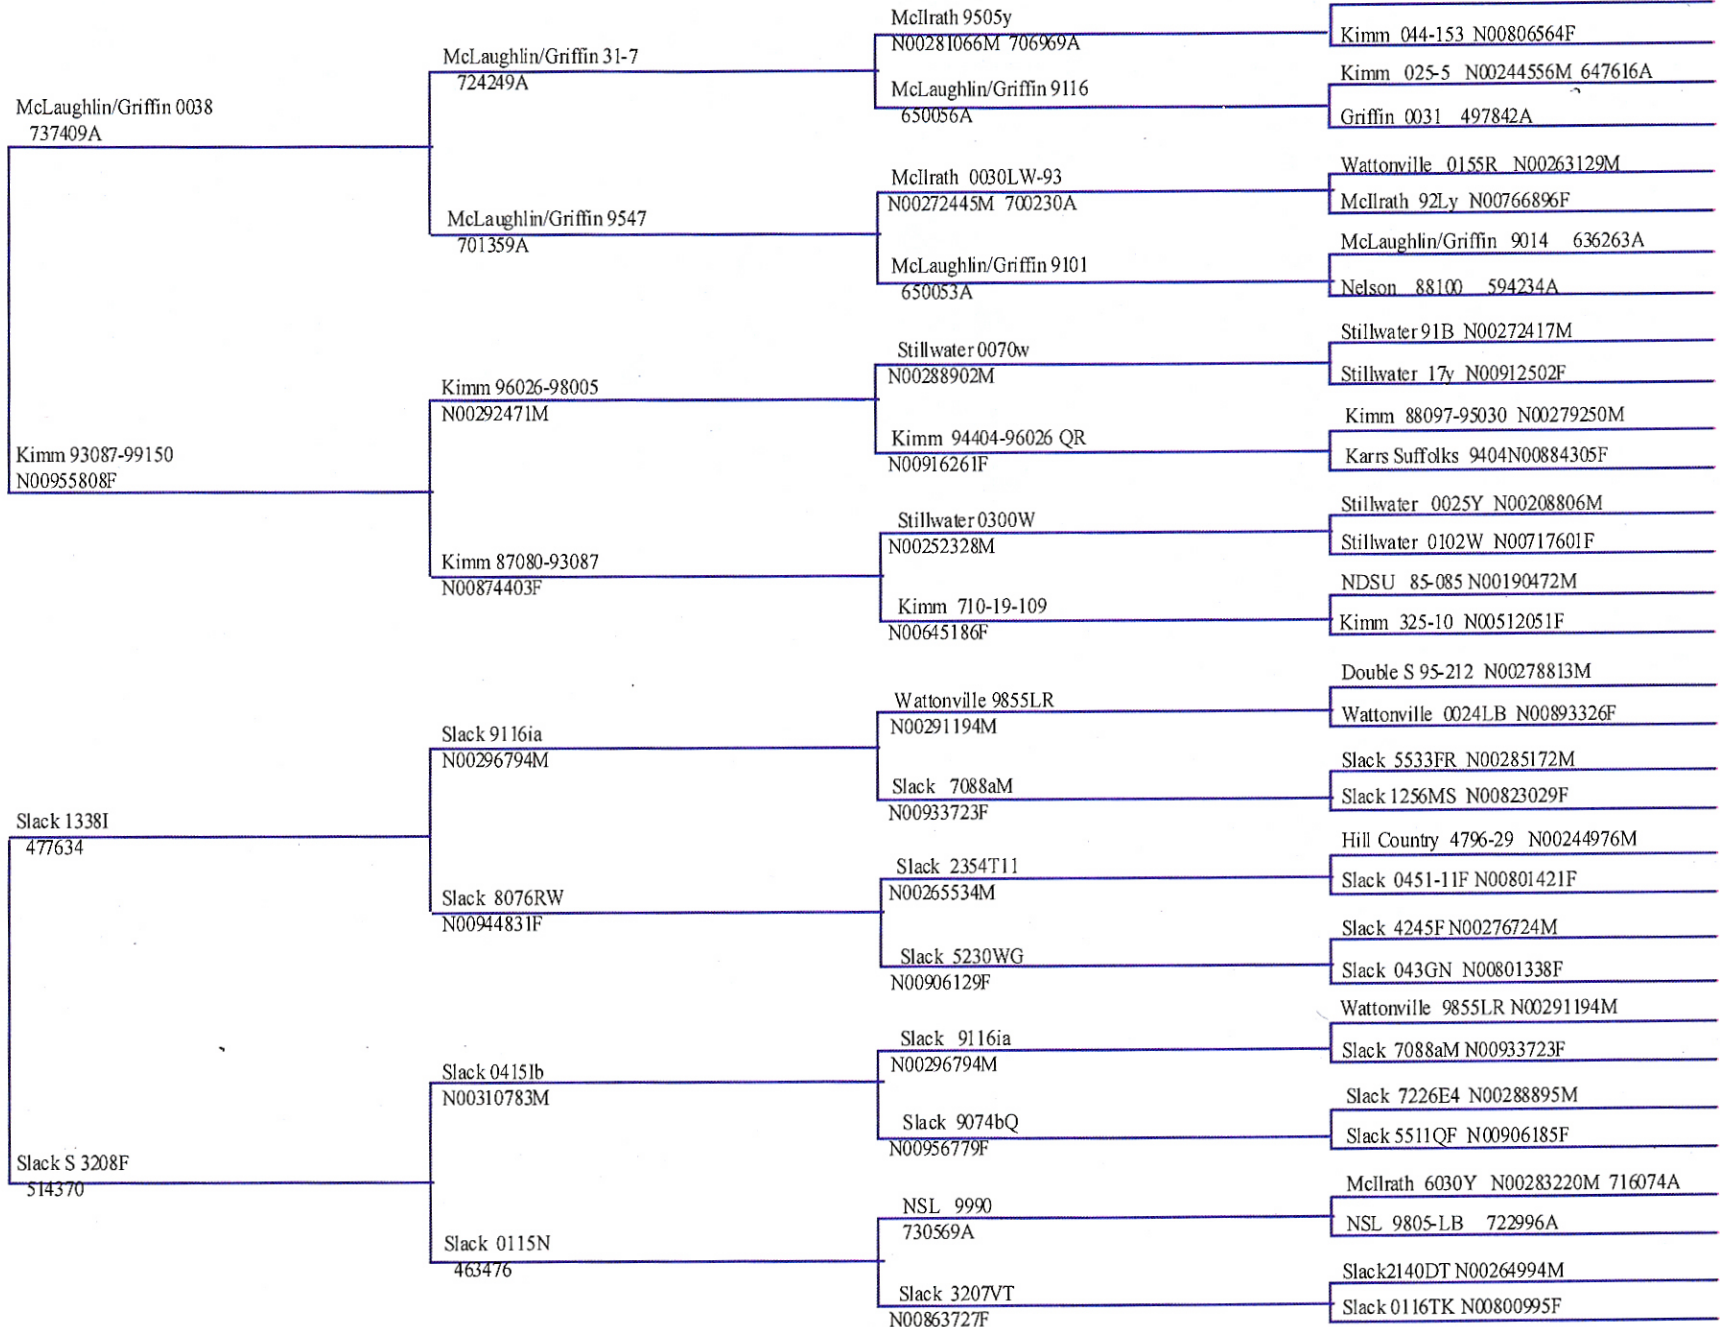 McLaughlin/Griffin 0038
737409A
Kimm 93087-99150
N00955808F
Slack 1338I
477634
Slack S 3208F
514370
McLaughlin/Griffin 31-7
724249A
McLaughlin/Griffin 9547
701359A
Kimm 96026-98005
N00292471M
Kimm 87080-93087
N00874403F
Slack 9116ia
N00296794M
Slack 8076RW
N00944831F
Slack 0415Ib
N00310783M
Slack 0115N
463476
McIlrath 9505y
N00281066M 706969A
McLaughlin/Griffin 9116
650056A
McIlrath 0030LW-93
N00272445M 700230A
McLaughlin/Griffin 9101
650053A
Stillwater 0070w
N00288902M
Kimm 94404-96026 QR
N00916261F
Stillwater 0300W
N00252328M
Kimm 710-19-109
N00645186F
Wattonville 9855LR
N00291194M
Slack 7088aM
N00933723F
Slack 2354T11
N00265534M
Slack 5230WG
N00906129F
Slack 9116ia
N00296794M
Slack 9074bQ
N00956779F
NSL 9990
730569A
Slack 3207VT
N00863727F
Kimm 044-153 N00806564F
Kimm 025-5 N00244556M 647616A
Griffin 0031 497842A
Wattonville 0155R N00263129M
McIlrath 92Ly N00766896F
McLaughlin/Griffin 9014 636263A
Nelson 88100 594234A
Stillwater 91B N00272417M
Stillwater 17y N00912502F
Kimm 88097-95030 N00279250M
Karrs Suffolks 9404N00884305F
Stillwater 0025Y N00208806M
Stillwater 0102W N00717601F
NDSU 85-085 N00190472M
Kimm 325-10 N00512051F
Double S 95-212 N00278813M
Wattonville 0024LB N00893326F
Slack 5533FR N00285172M
Slack 1256MS N00823029F
Hill Country 4796-29 N00244976M
Slack 0451-11F N00801421F
Slack 4245F N00276724M
Slack 043GN N00801338F
Wattonville 9855LR N00291194M
Slack 7088aM N00933723F
Slack 7226E4 N00288895M
Slack 5511QF N00906185F
McIlrath 6030Y N00283220M 716074A
NSL 9805-LB 722996A
Slack2140DT N00264994M
Slack 0116TK N00800995F